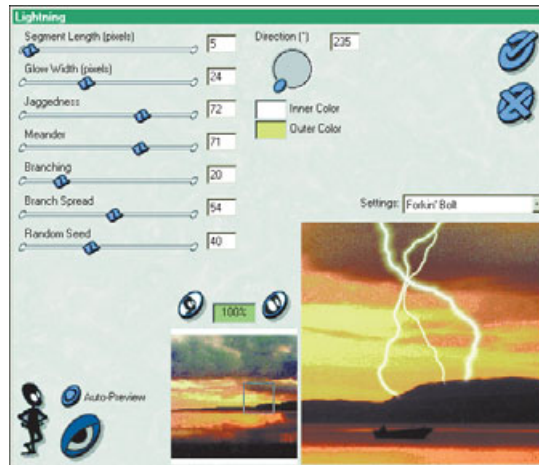 Lightning
Segment Length (pixels)
5
Direction (°)
235
Glow Width (pixels)
24
Jaggedness
72
Inner Color
Meander
71
Outer Color
Branching
20
Branch Spread
54
Settings: Forkin' Bolt
Random Seed
40
100%
Auto-Preview